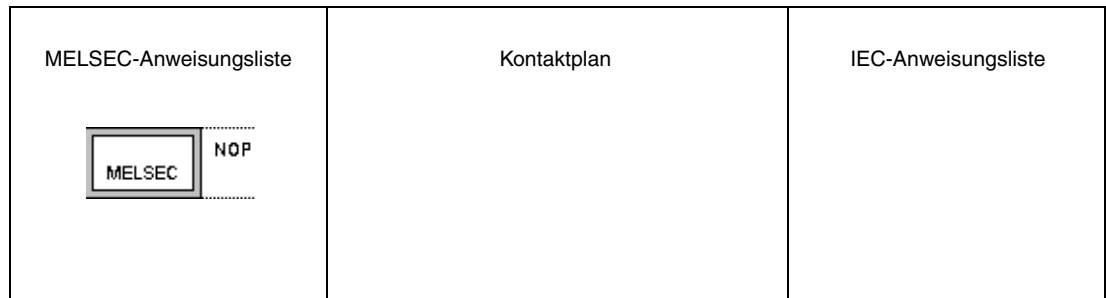 MELSEC-Anweisungsliste
Kontaktplan
IEC-Anweisungsliste
MELSEC
NOP